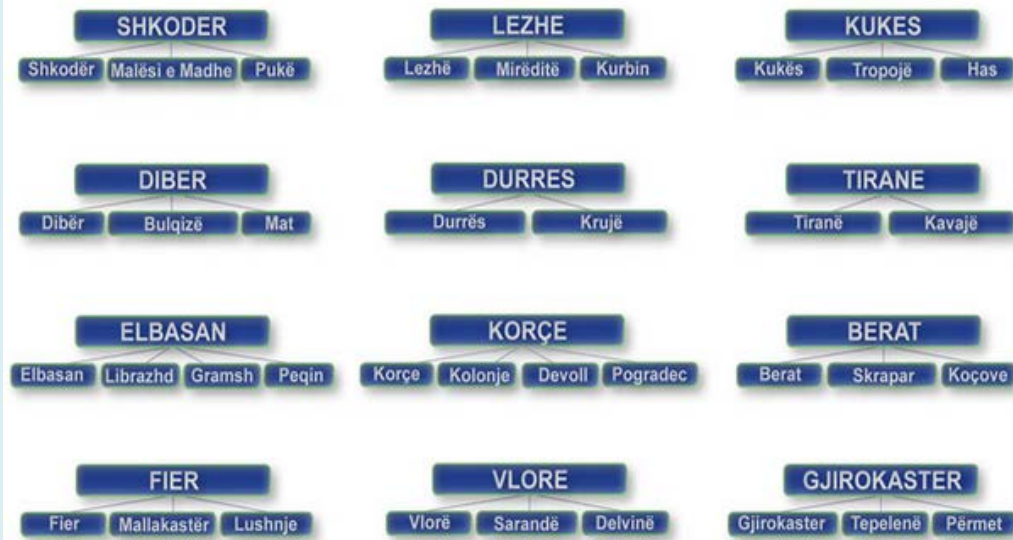 SHKODER
Shkodër Malësi e Madhe Pukë
LEZHE
Lezhë Mirëditë Kurbin
KUKES
Kukës Tropojë Has
DIBER
Dibër Bulqizë Mat
DURRES
Durrës Krujë
TIRANE
Tiranë Kavajë
ELBASAN
Elbasan Librazhd Gramsh Peqin
KORÇE
Korçe Kolonje Devoll Pogradec
BERAT
Berat Skrapar Koçove
FIER
Fier Mallakastër Lushnje
VLORE
Vlorë Sarandë Delvinë
GJIROKASTER
Gjirokaster Tepelenë Përmet